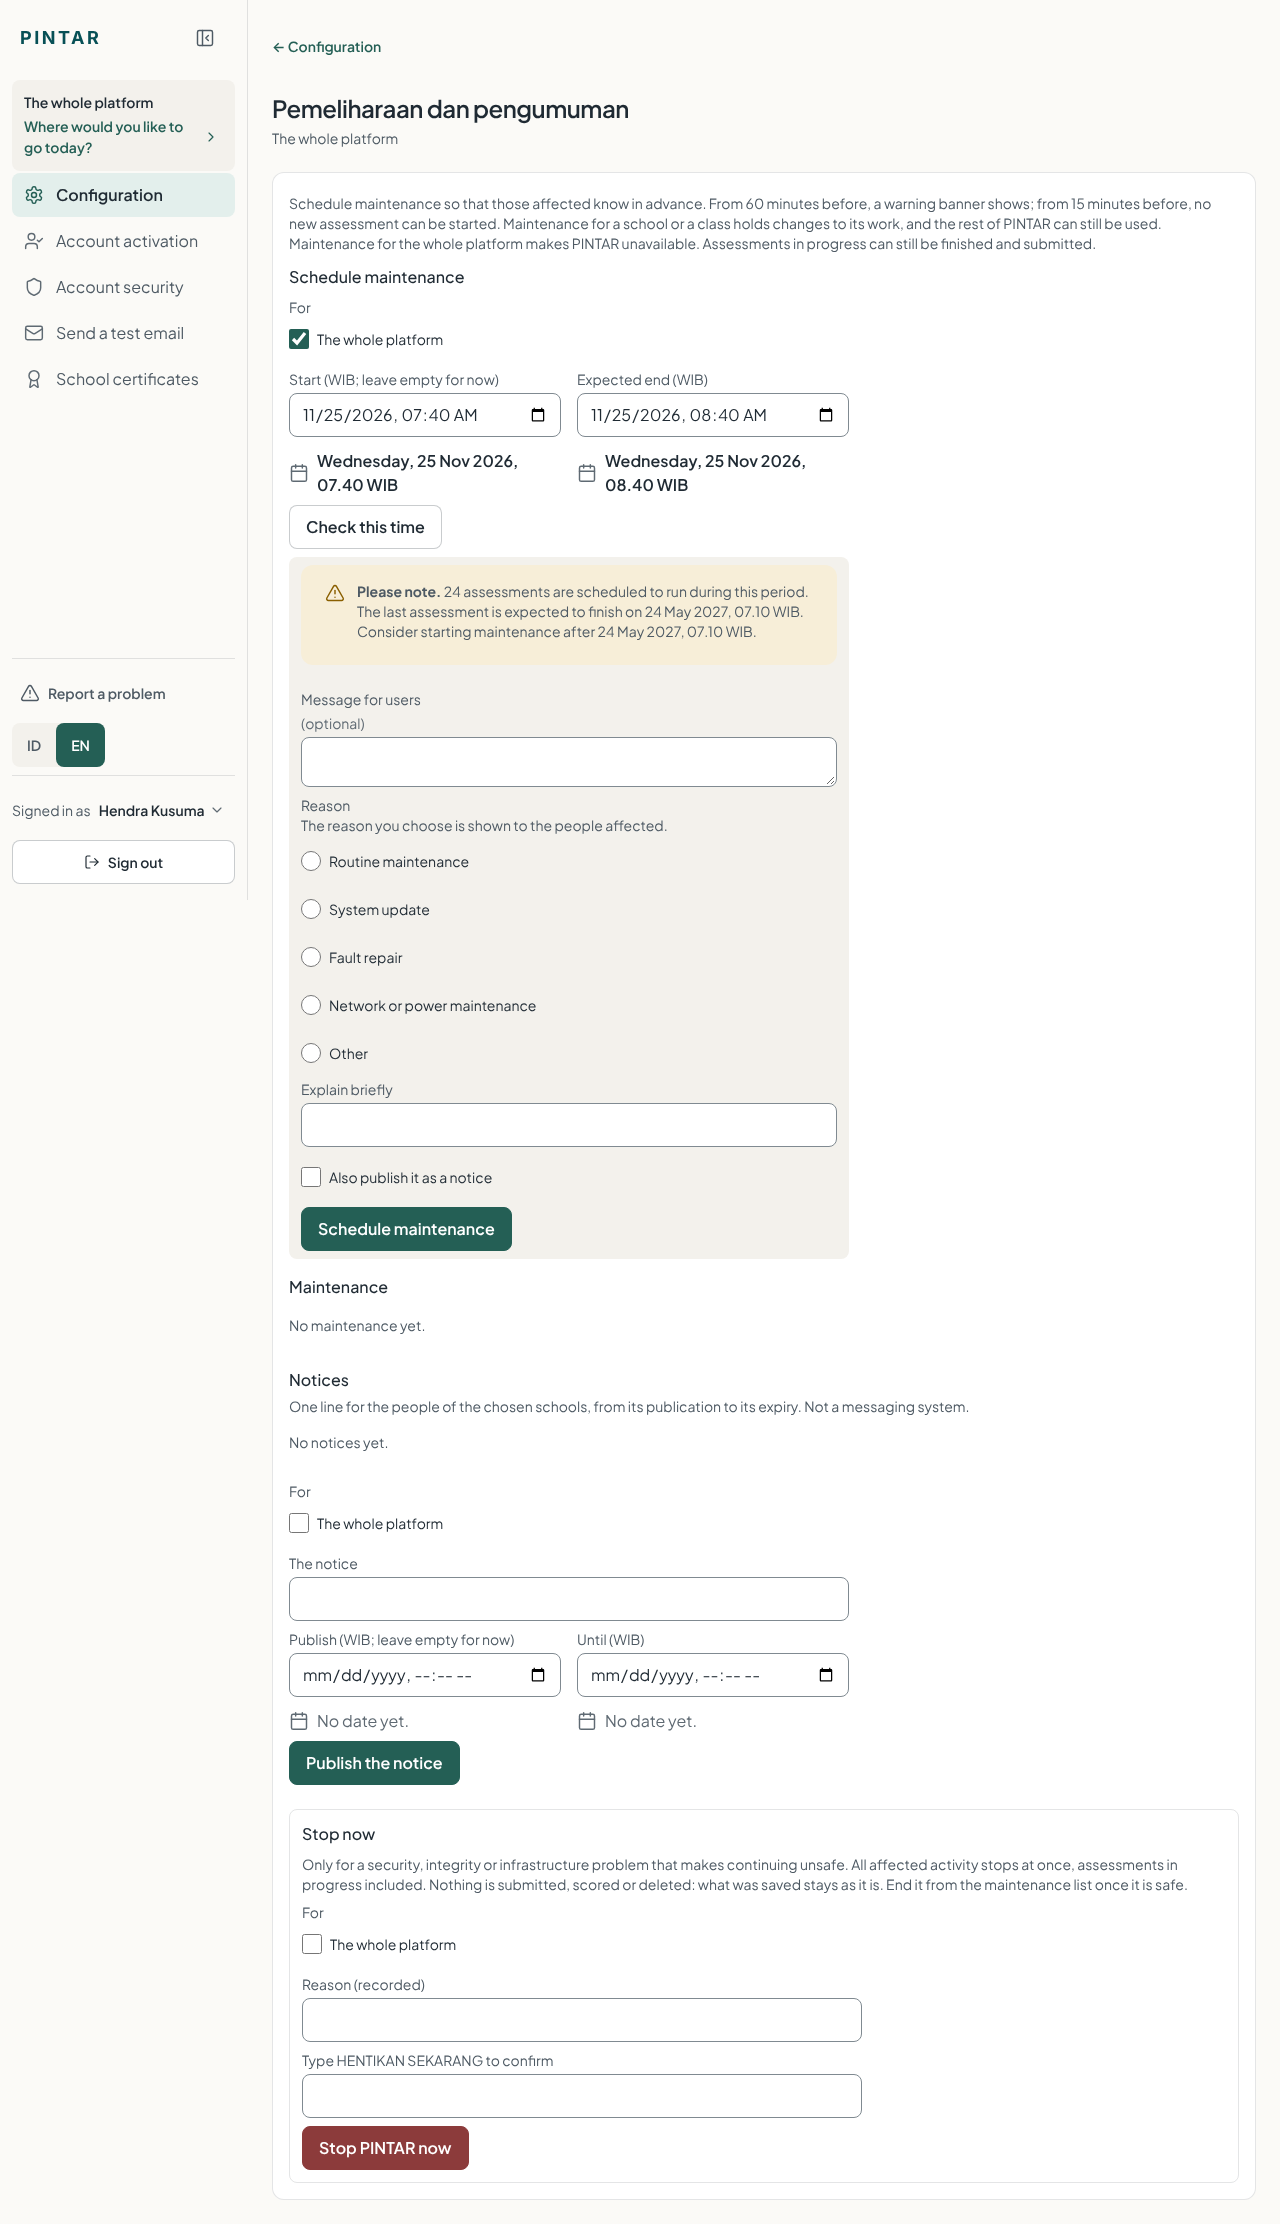 PINTAR
The whole platform
Where would you like to
go today?
Configuration
Account activation
Account security
Send a test email
School certificates
Report a problem
ID
EN
Signed in as Hendra Kusuma
Sign out
← Configuration
Pemeliharaan dan pengumuman
The whole platform
Schedule maintenance so that those affected know in advance. From 60 minutes before, a warning banner shows; from 15 minutes before, no
new assessment can be started. Maintenance for a school or a class holds changes to its work, and the rest of PINTAR can still be used.
Maintenance for the whole platform makes PINTAR unavailable. Assessments in progress can still be finished and submitted.
Schedule maintenance
For
The whole platform
Start (WIB; leave empty for now)
Expected end (WIB)
11/25/2026, 07:40 AM
11/25/2026, 08:40 AM
Wednesday, 25 Nov 2026,
07.40 WIB
Wednesday, 25 Nov 2026,
08.40 WIB
Check this time
Please note. 24 assessments are scheduled to run during this period.
The last assessment is expected to finish on 24 May 2027, 07.10 WIB.
Consider starting maintenance after 24 May 2027, 07.10 WIB.
Message for users
(optional)
Reason
The reason you choose is shown to the people affected.
Routine maintenance
System update
Fault repair
Network or power maintenance
Other
Explain briefly
Also publish it as a notice
Schedule maintenance
Maintenance
No maintenance yet.
Notices
One line for the people of the chosen schools, from its publication to its expiry. Not a messaging system.
No notices yet.
For
The whole platform
The notice
Publish (WIB; leave empty for now)
Until (WIB)
mm/dd/yyyy, --:-- --
mm/dd/yyyy, --:-- --
No date yet.
No date yet.
Publish the notice
Stop now
Only for a security, integrity or infrastructure problem that makes continuing unsafe. All affected activity stops at once, assessments in
progress included. Nothing is submitted, scored or deleted: what was saved stays as it is. End it from the maintenance list once it is safe.
For
The whole platform
Reason (recorded)
Type HENTIKAN SEKARANG to confirm
Stop PINTAR now